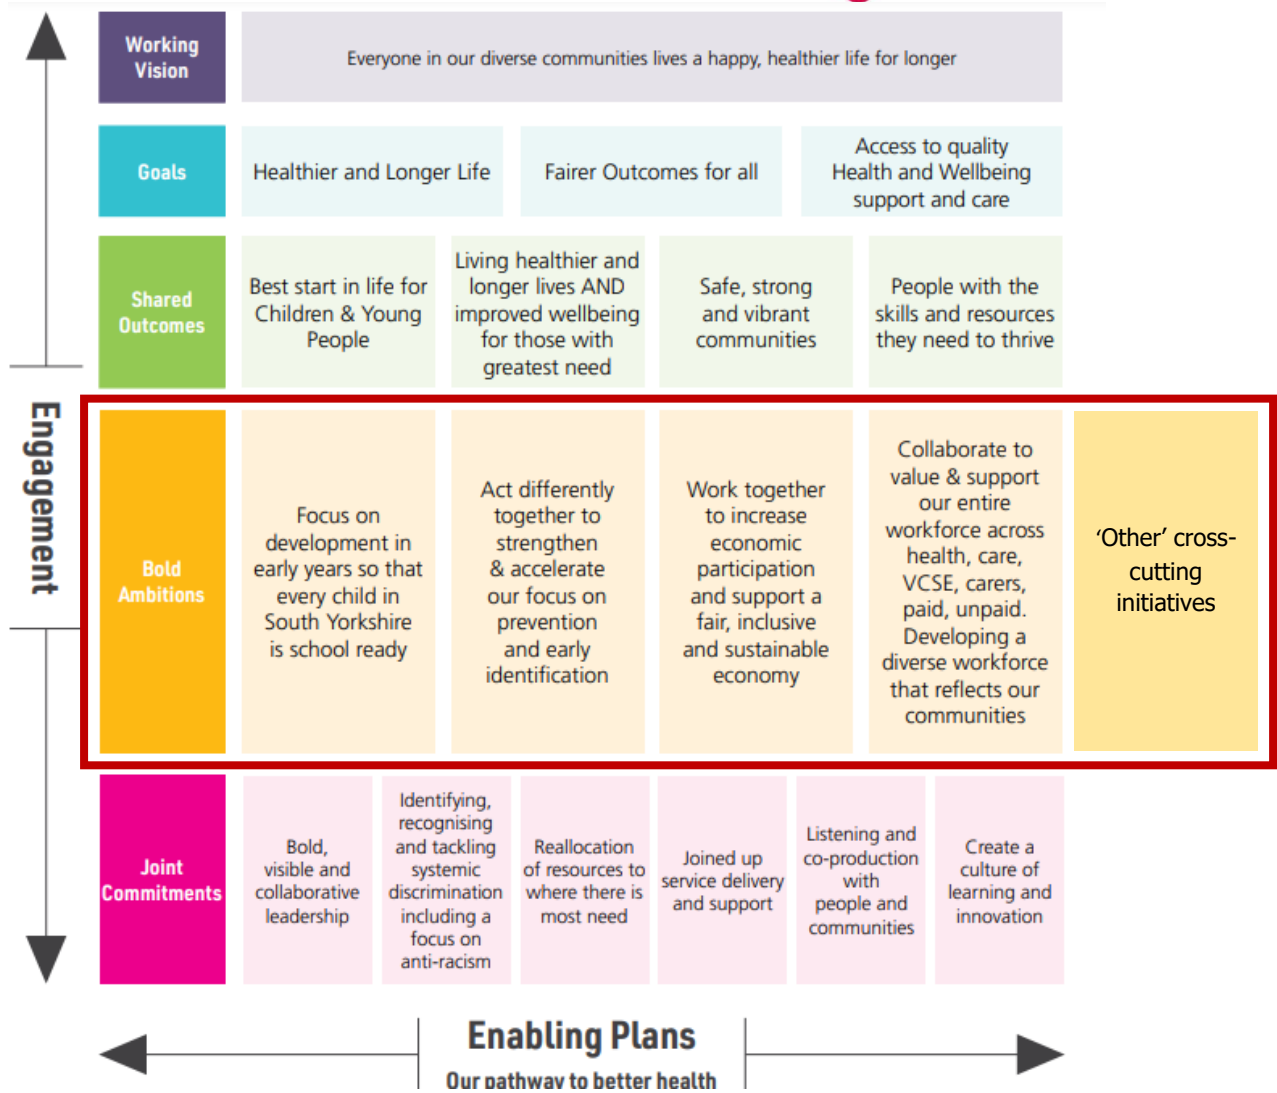 Working
Vision
Everyone in our diverse communities lives a happy, healthier life for longer
Goals
Healthier and Longer Life
Fairer Outcomes for all
Access to quality
Health and Wellbeing
support and care
Shared
Outcomes
Best start in life for
Children & Young
People
Living healthier and
longer lives AND
improved wellbeing
for those with
greatest need
Safe, strong
and vibrant
communities
People with the
skills and resources
they need to thrive
Engagement
Bold
Ambitions
Focus on
development in
early years so that
every child in
South Yorkshire
is school ready
Act differently
together to
strengthen
& accelerate
our focus on
prevention
and early
identification
Work together
to increase
economic
participation
and support a
fair, inclusive
and sustainable
economy
Collaborate to
value & support
our entire
workforce across
health, care,
VCSE, carers,
paid, unpaid.
Developing a
diverse workforce
that reflects our
communities
‘Other’ cross-
cutting
initiatives
Joint
Commitments
Bold,
visible and
collaborative
leadership
Identifying,
recognising
and tackling
systemic
discrimination
including a
focus on
anti-racism
Reallocation
of resources to
where there is
most need
Joined up
service delivery
and support
Listening and
co-production
with
people and
communities
Create a
culture of
learning and
innovation
Enabling Plans
Our pathway to better health